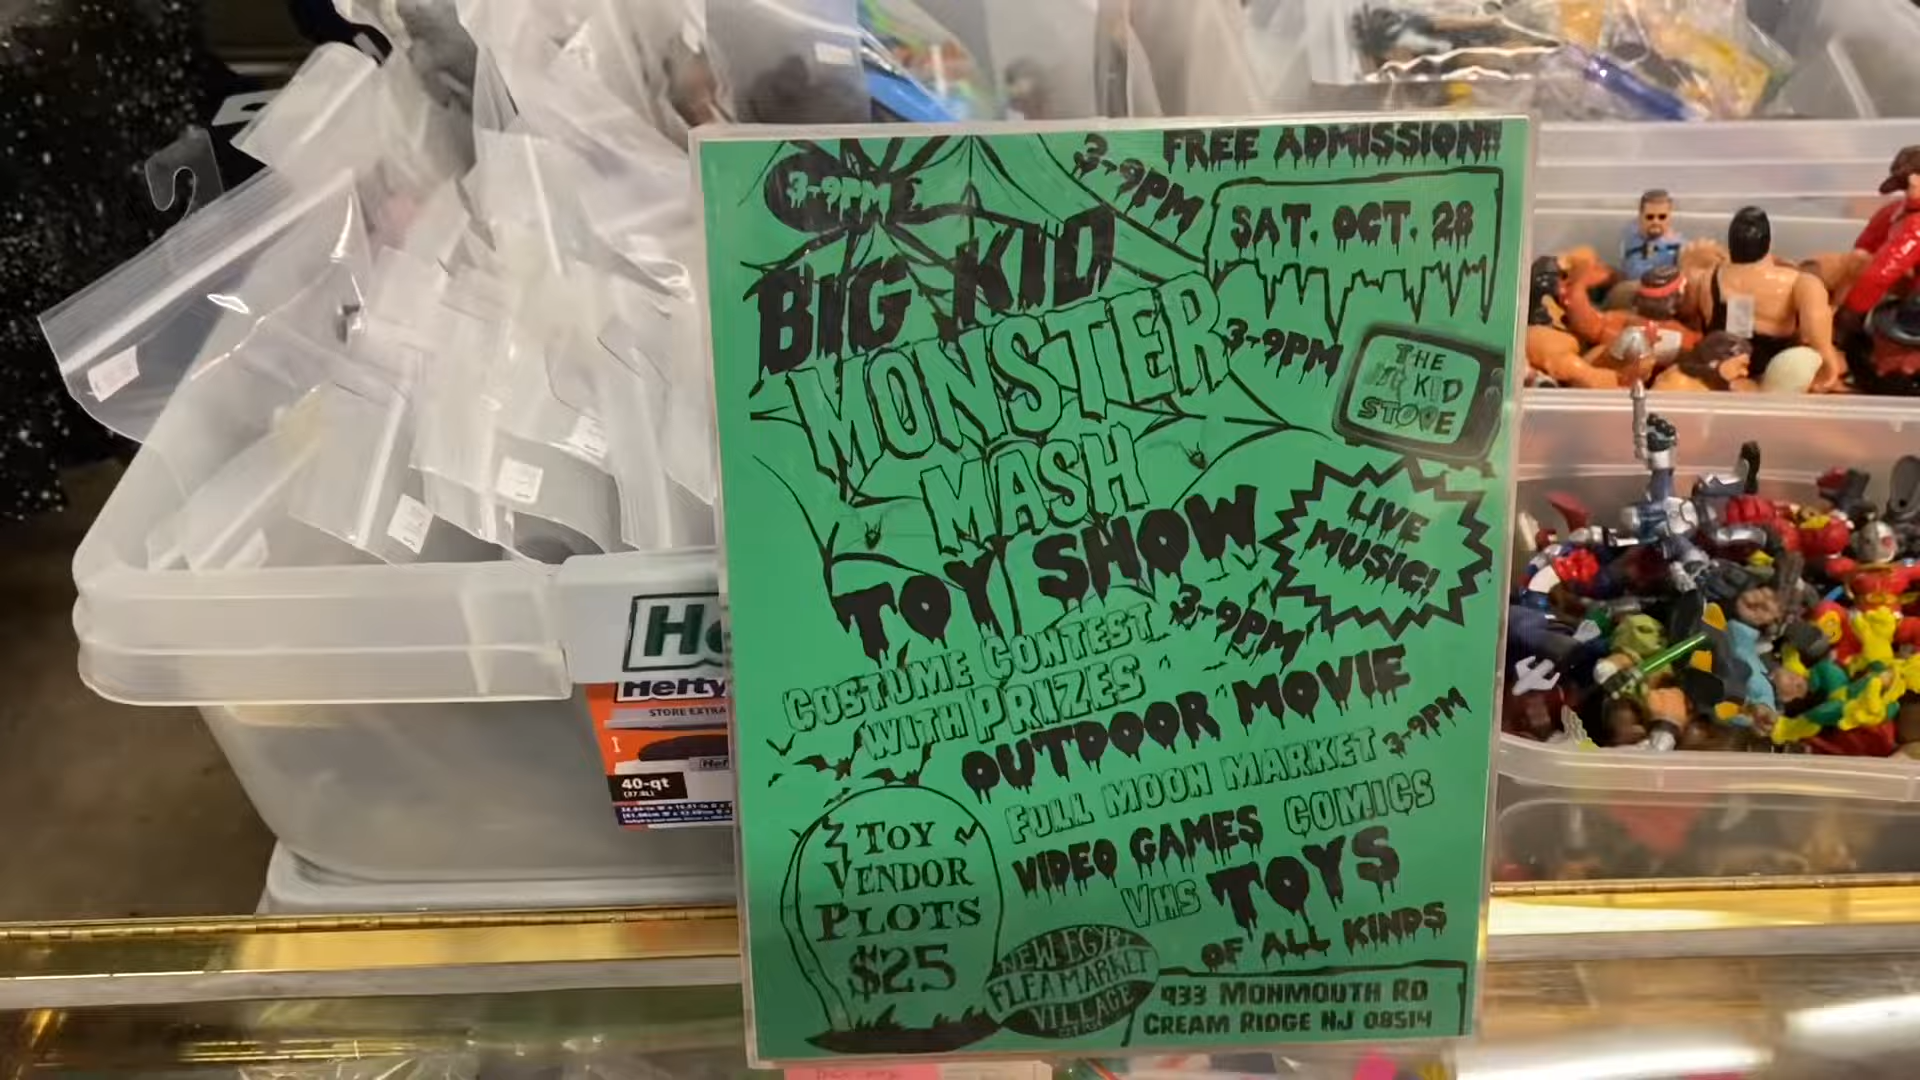 FREE ADMISSION!!
3-9PM
3-9PM
SAT. OCT. 28
BIG KID
MONSTER
MASH
3-9PM
THE
KID
STOVE
TOY SHOW
LIVE
MUSIC!
3-9PM
COSTUME CONTEST
WITH PRIZES
OUTDOOR MOVIE
FULL MOON MARKET 3-9PM
VIDEO GAMES COMICS
VHS TOYS
OF ALL KINDS
TOY
VENDOR
PLOTS
$25
NEW EGYPT
FLEA MARKET
VILLAGE
933 MONMOUTH RD
CREAM RIDGE NJ 08514
Hefty
STORE EXTRA
40-qt